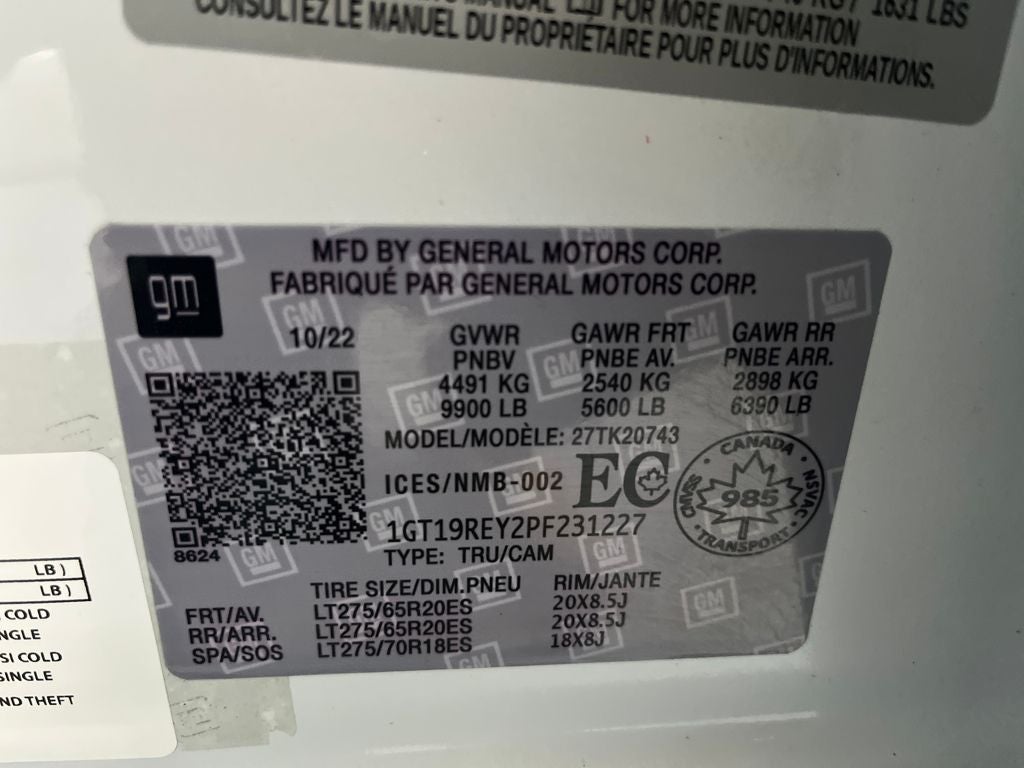 MANUAL FOR MORE INFORMATION 1631 LBS
CONSULTEZ LE MANUEL DU PROPRIÉTAIRE POUR PLUS D'INFORMATIONS.
gm
MFD BY GENERAL MOTORS CORP.
FABRIQUÉ PAR GENERAL MOTORS CORP.
10/22 GVWR GAWR FRT GAWR RR
PNBV PNBE AV. PNBE ARR.
4491 KG 2540 KG 2898 KG
9900 LB 5600 LB 6390 LB
MODEL/MODÈLE: 27TK20743
ICES/NMB-002 EC
CANADA
NSVAC
985
NSVAC
TRANSPORT
1GT19REY2PF231227
8624
TYPE: TRU/CAM
TIRE SIZE/DIM.PNEU RIM/JANTE
FRT/AV. LT275/65R20ES 20X8.5J
RR/ARR. LT275/65R20ES 20X8.5J
SPA/SOS LT275/70R18ES 18X8J
LB )
LB )
COLD
SI COLD
SINGLE
THEFT